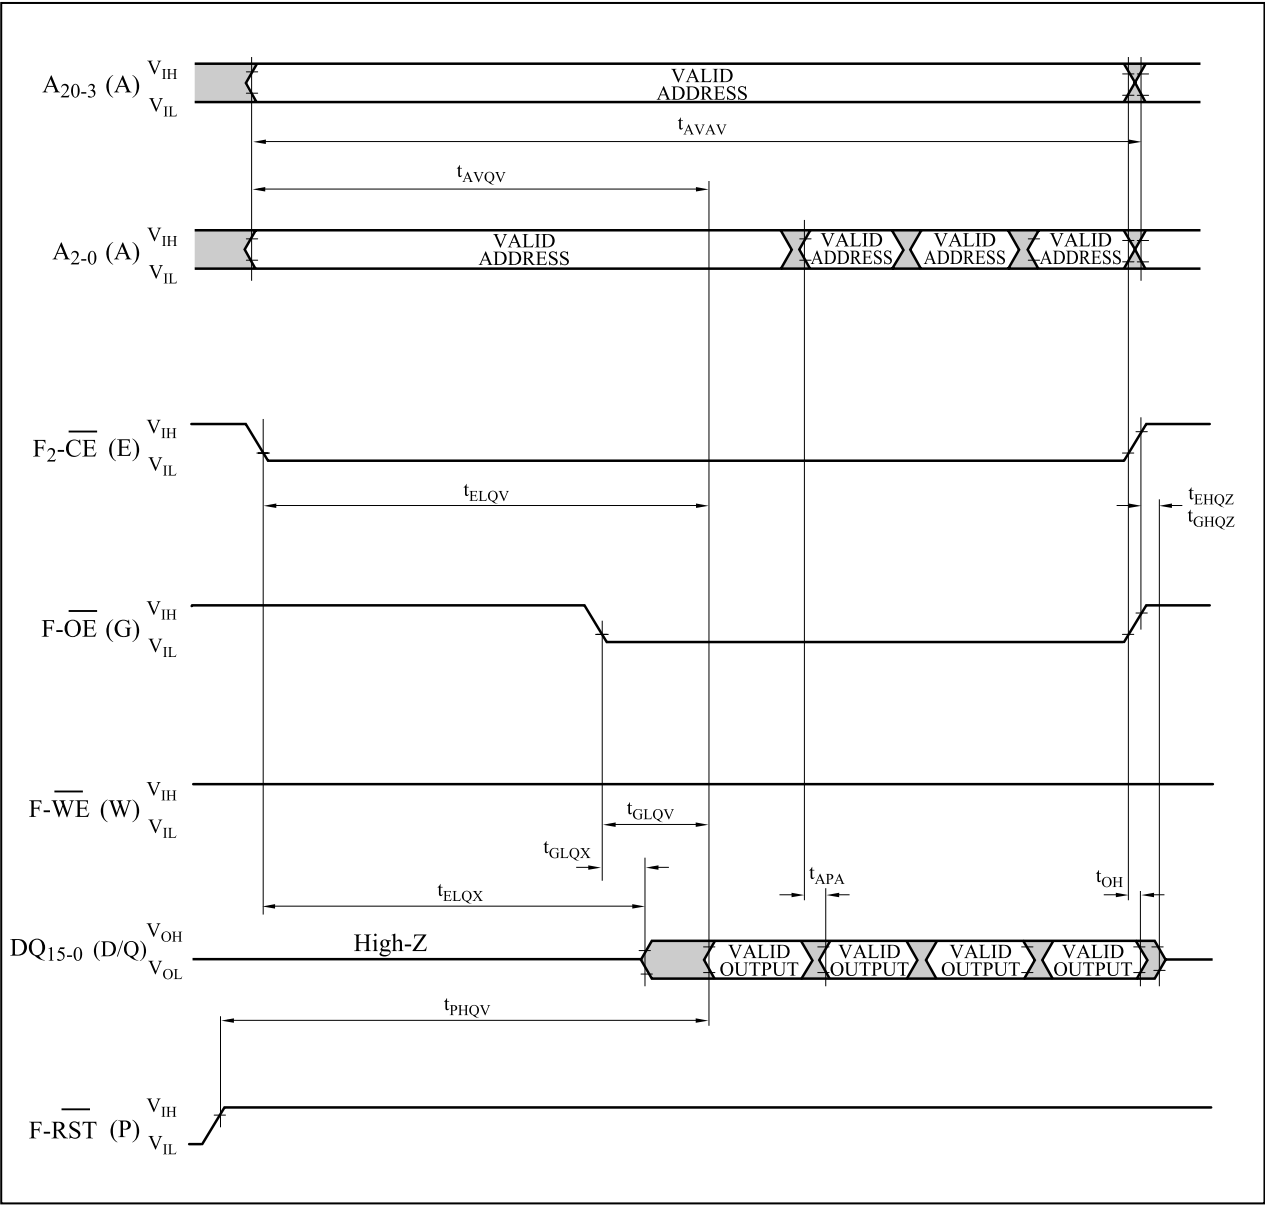 A20-3 (A) VIH
VIL
VALID
ADDRESS
tAVAV
tAVQV
A2-0 (A) VIH
VIL
VALID
ADDRESS
VALID
ADDRESS
VALID
ADDRESS
VALID
ADDRESS
F2-CE (E) VIH
VIL
tELQV
tEHQZ
tGHQZ
F-OE (G) VIH
VIL
F-WE (W) VIH
VIL
tGLQV
tGLQX
tELQX
tAPA
tOH
DQ15-0 (D/Q) VOH
VOL
High-Z
VALID
OUTPUT
VALID
OUTPUT
VALID
OUTPUT
VALID
OUTPUT
tPHQV
F-RST (P) VIH
VIL